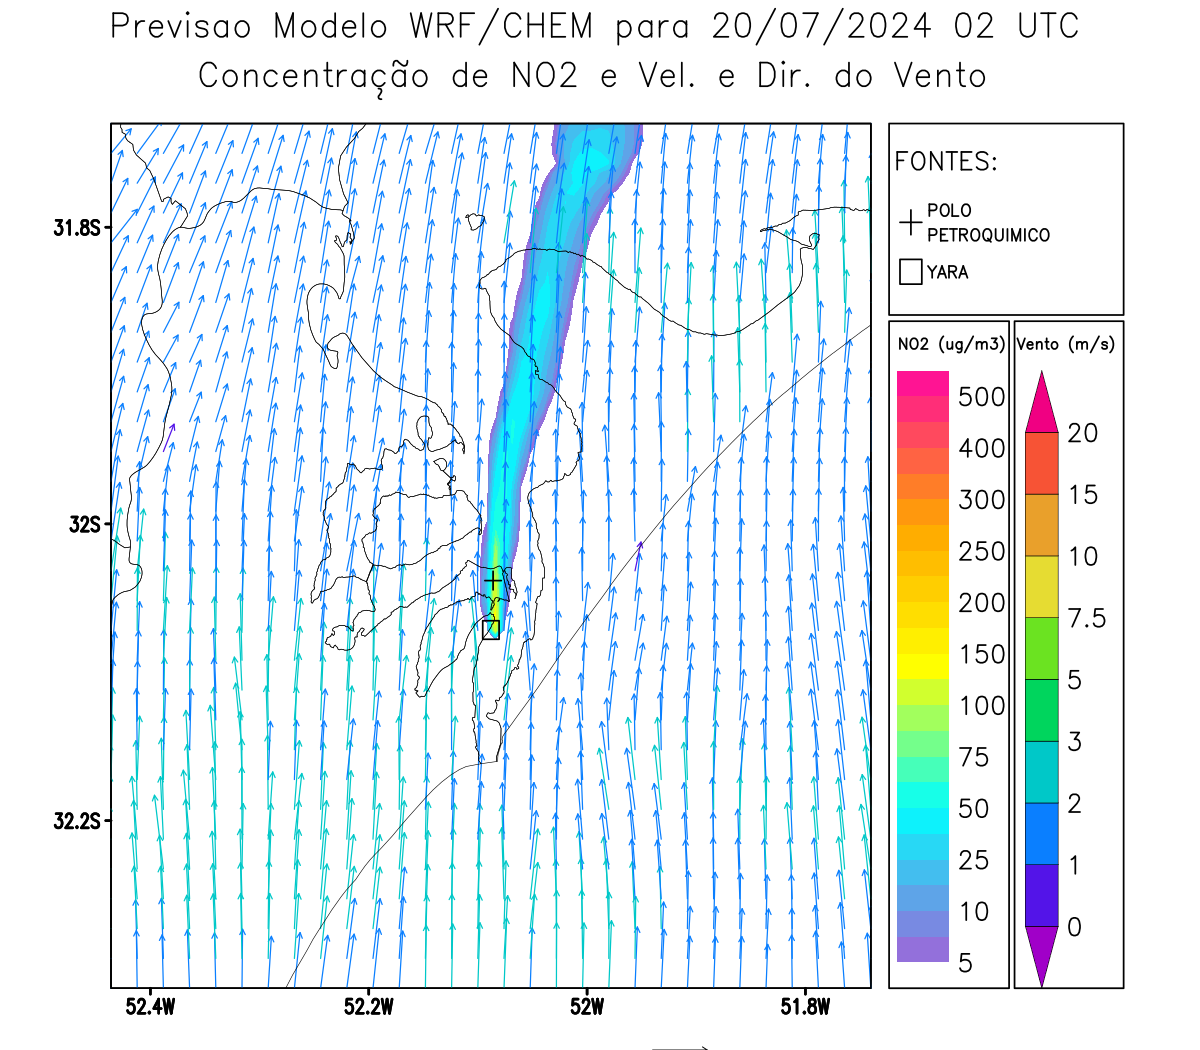 Previsao Modelo WRF/CHEM para 20/07/2024 02 UTC
Concentração de NO2 e Vel. e Dir. do Vento
FONTES:
POLO
PETROQUIMICO
YARA
31.8S
32S
32.2S
52.4W
52.2W
52W
51.8W
NO2 (ug/m3)
500
400
300
250
200
150
100
75
50
25
10
5
Vento (m/s)
20
15
10
7.5
5
3
2
1
0